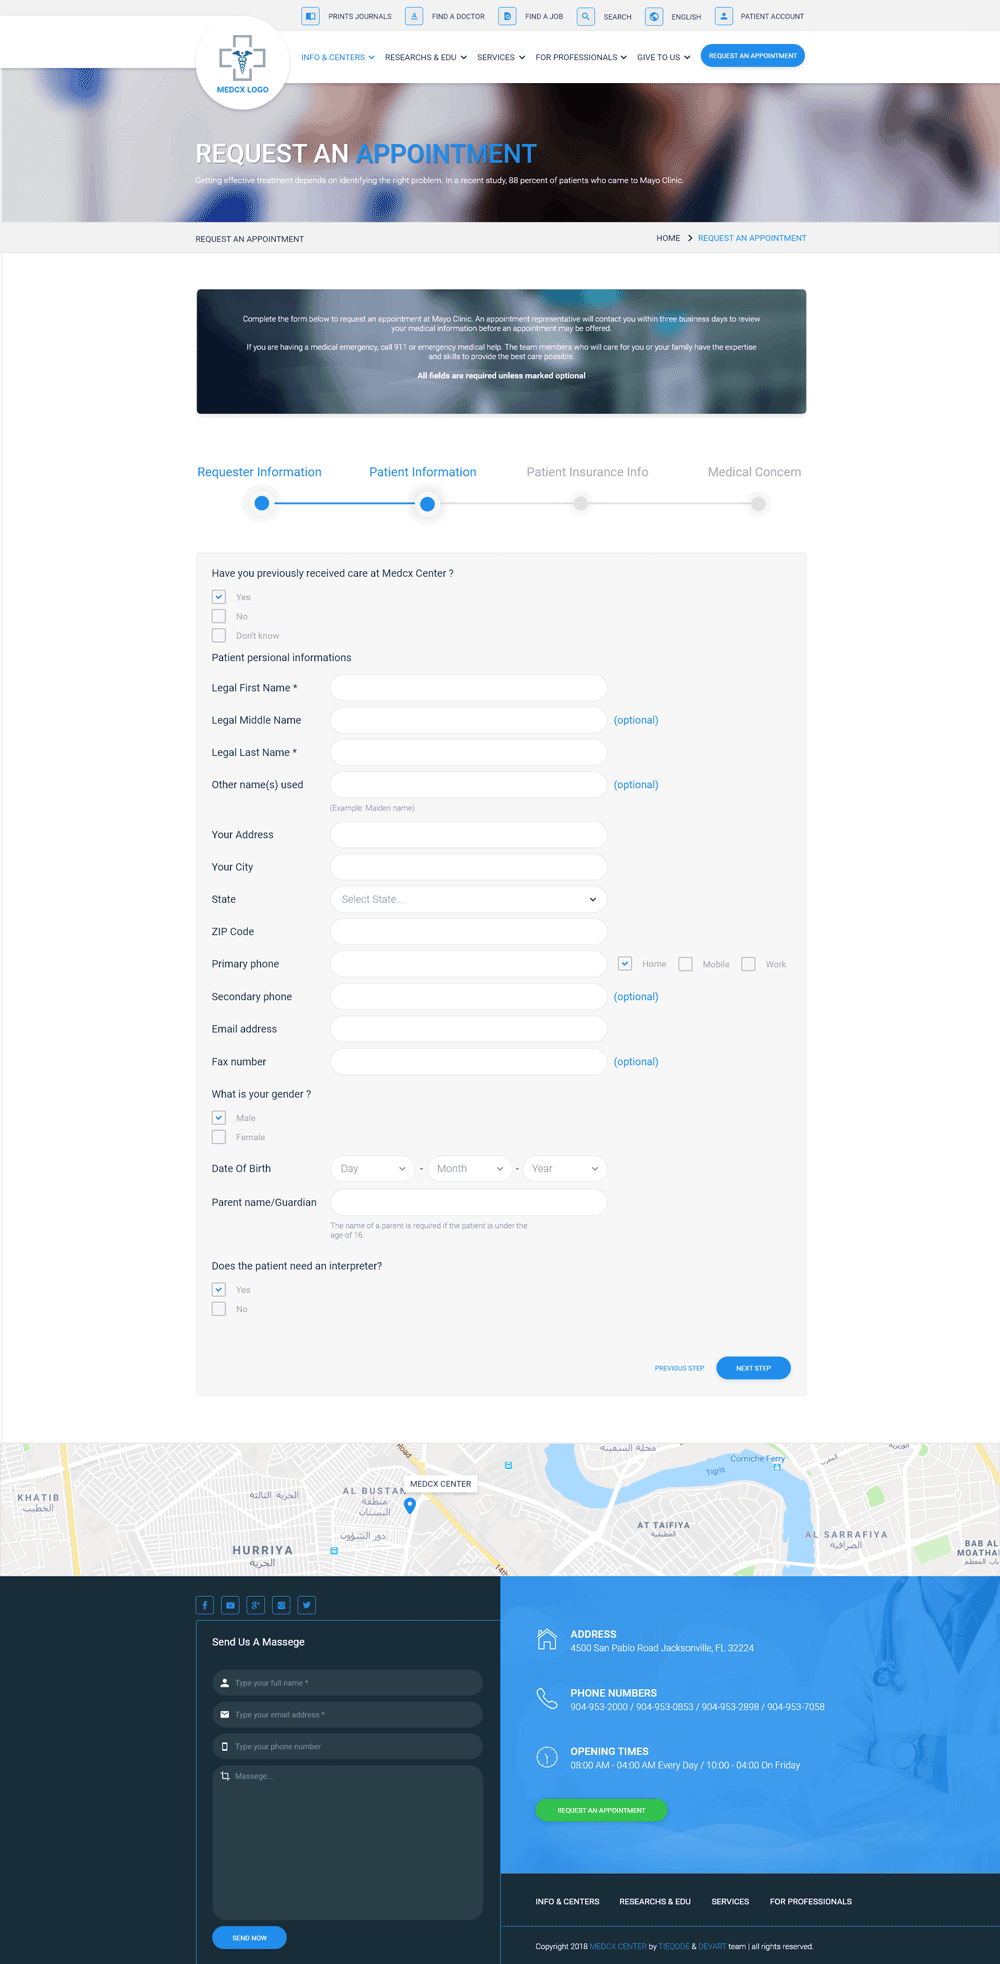 PRINTS JOURNALS
FIND A DOCTOR
FIND A JOB
SEARCH
ENGLISH
PATIENT ACCOUNT
MEDCX LOGO
INFO & CENTERS
RESEARCHS & EDU
SERVICES
FOR PROFESSIONALS
GIVE TO US
REQUEST AN APPOINTMENT
REQUEST AN APPOINTMENT
Getting effective treatment depends on identifying the right problem. In a recent study, 88 percent of patients who came to Mayo Clinic.
REQUEST AN APPOINTMENT
HOME
REQUEST AN APPOINTMENT
Complete the form below to request an appointment at Mayo Clinic. An appointment representative will contact you within three business days to review
your medical information before an appointment may be offered.
If you are having a medical emergency, call 911 or emergency medical help. The team members who will care for you or your family have the expertise
and skills to provide the best care possible.
All fields are required unless marked optional
Requester Information
Patient Information
Patient Insurance Info
Medical Concern
Have you previously received care at Medcx Center ?
Yes
No
Don't know
Patient persional informations
Legal First Name *
Legal Middle Name
(optional)
Legal Last Name *
Other name(s) used
(optional)
(Example: Maiden name)
Your Address
Your City
State
Select State...
ZIP Code
Primary phone
Home
Mobile
Work
Secondary phone
(optional)
Email address
Fax number
(optional)
What is your gender ?
Male
Female
Date Of Birth
Day
-
Month
-
Year
Parent name/Guardian
The name of a parent is required if the patient is under the
age of 16.
Does the patient need an interpreter?
Yes
No
PREVIOUS STEP
NEXT STEP
Road
محلة السفينة
الوزيرية
المغرب
Corniche Ferry
Tigris
KHATIB
الخطيب
الحرية الثالثة
AL BUSTAN
منطقة
البستان
MEDCX CENTER
دور الشؤون
HURRIYA
الحرية
AT TAIFIYA
العطيفية
AL SARRAFIYA
الصرافية
BAB AL
MOATHAM
باب المعظم
14th
Send Us A Massege
Type your full name *
Type your email address *
Type your phone number
Massege...
SEND NOW
ADDRESS
4500 San Pablo Road Jacksonville, FL 32224
PHONE NUMBERS
904-953-2000 / 904-953-0853 / 904-953-2898 / 904-953-7058
OPENING TIMES
08:00 AM - 04:00 AM Every Day / 10:00 - 04:00 On Friday
REQUEST AN APPOINTMENT
INFO & CENTERS
RESEARCHS & EDU
SERVICES
FOR PROFESSIONALS
Copyright 2018 MEDCX CENTER by TIEQODE & DEVART team | all rights reserved.